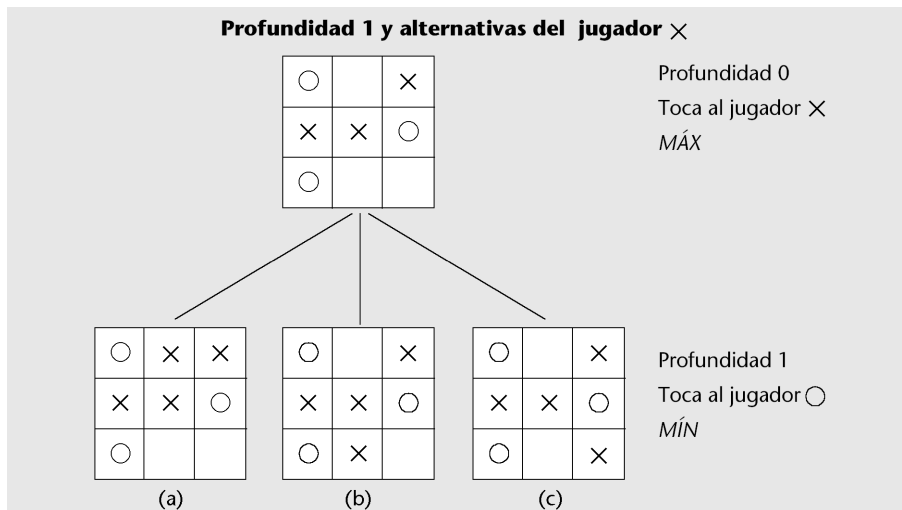 Profundidad 1 y alternativas del jugador ×
Profundidad 0
Toca al jugador ×
MÁX
○ ×
× × ○
○
Profundidad 1
Toca al jugador ○
MÍN
○ × × ○ × ○ ×
× × ○ × × ○ × × ○
○ ○ × ○ ×
(a) (b) (c)